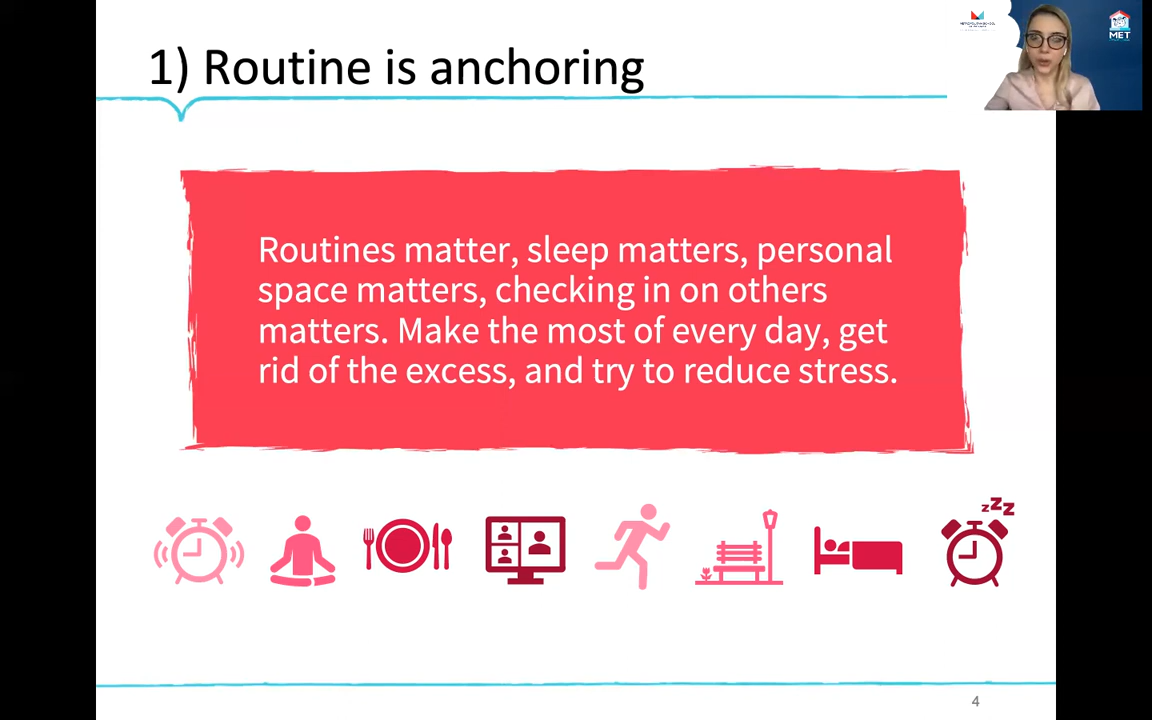 1) Routine is anchoring
MET
Routines matter, sleep matters, personal
space matters, checking in on others
matters. Make the most of every day, get
rid of the excess, and try to reduce stress.
zZZ
4